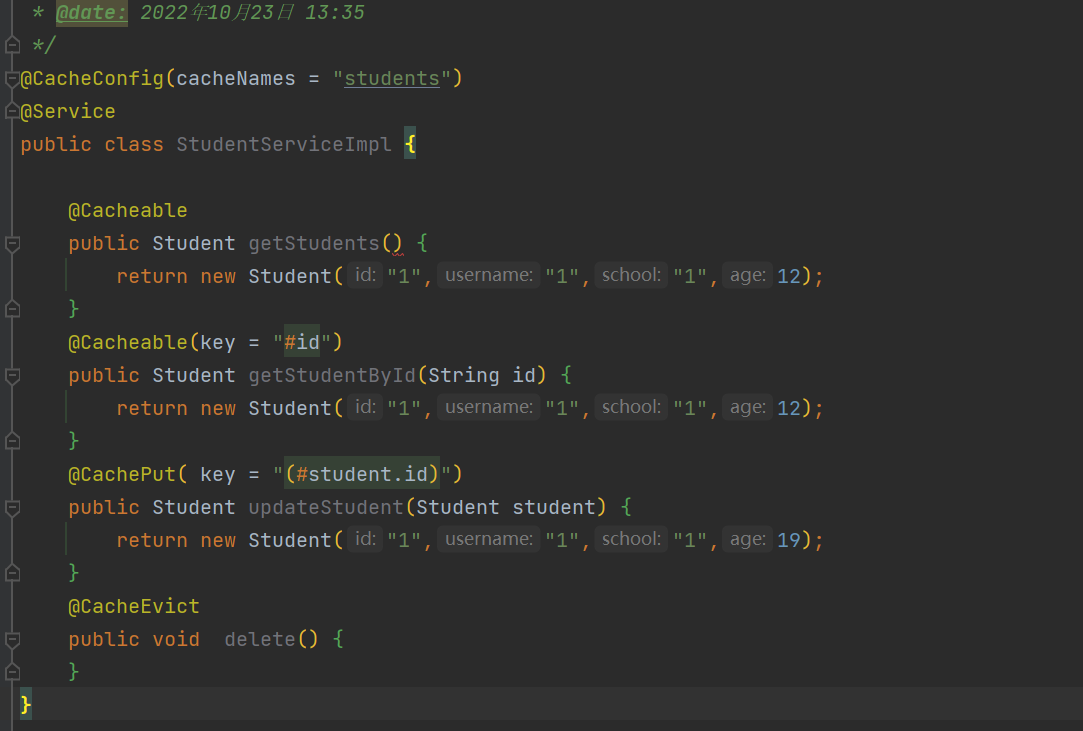 * @date: 2022年10月23日 13:35
*/
@CacheConfig(cacheNames = "students")
@Service
public class StudentServiceImpl {
@Cacheable
public Student getStudents() {
return new Student( id: "1", username: "1", school: "1", age: 12);
}
@Cacheable(key = "#id")
public Student getStudentById(String id) {
return new Student( id: "1", username: "1", school: "1", age: 12);
}
@CachePut( key = "(#student.id)")
public Student updateStudent(Student student) {
return new Student( id: "1", username: "1", school: "1", age: 19);
}
@CacheEvict
public void  delete() {
}
}